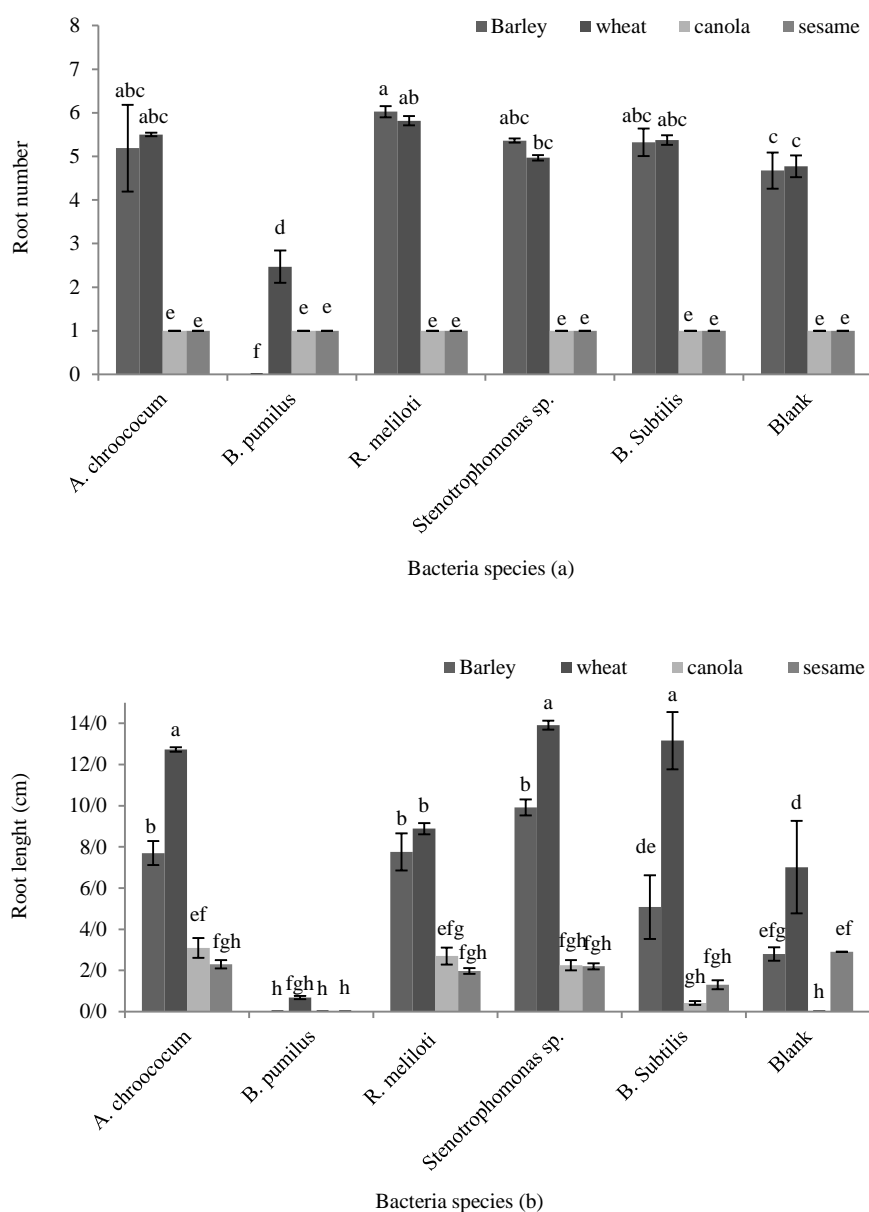 Barley wheat canola sesame
8
7
6
5
4
3
2
1
0
Root number
abc abc e e
f d e e
a ab e e
abc bc e e
abc abc e e
c c e e
A. chroococum
B. pumilus
R. meliloti
Stenotrophomonas sp.
B. Subtilis
Blank
Bacteria species (a)
Barley wheat canola sesame
14/0
12/0
10/0
8/0
6/0
4/0
2/0
0/0
Root lenght (cm)
b a ef fgh
h fgh h h
b b efg fgh
b a fgh fgh
de a gh fgh
efg d h ef
A. chroococum
B. pumilus
R. meliloti
Stenotrophomonas sp.
B. Subtilis
Blank
Bacteria species (b)